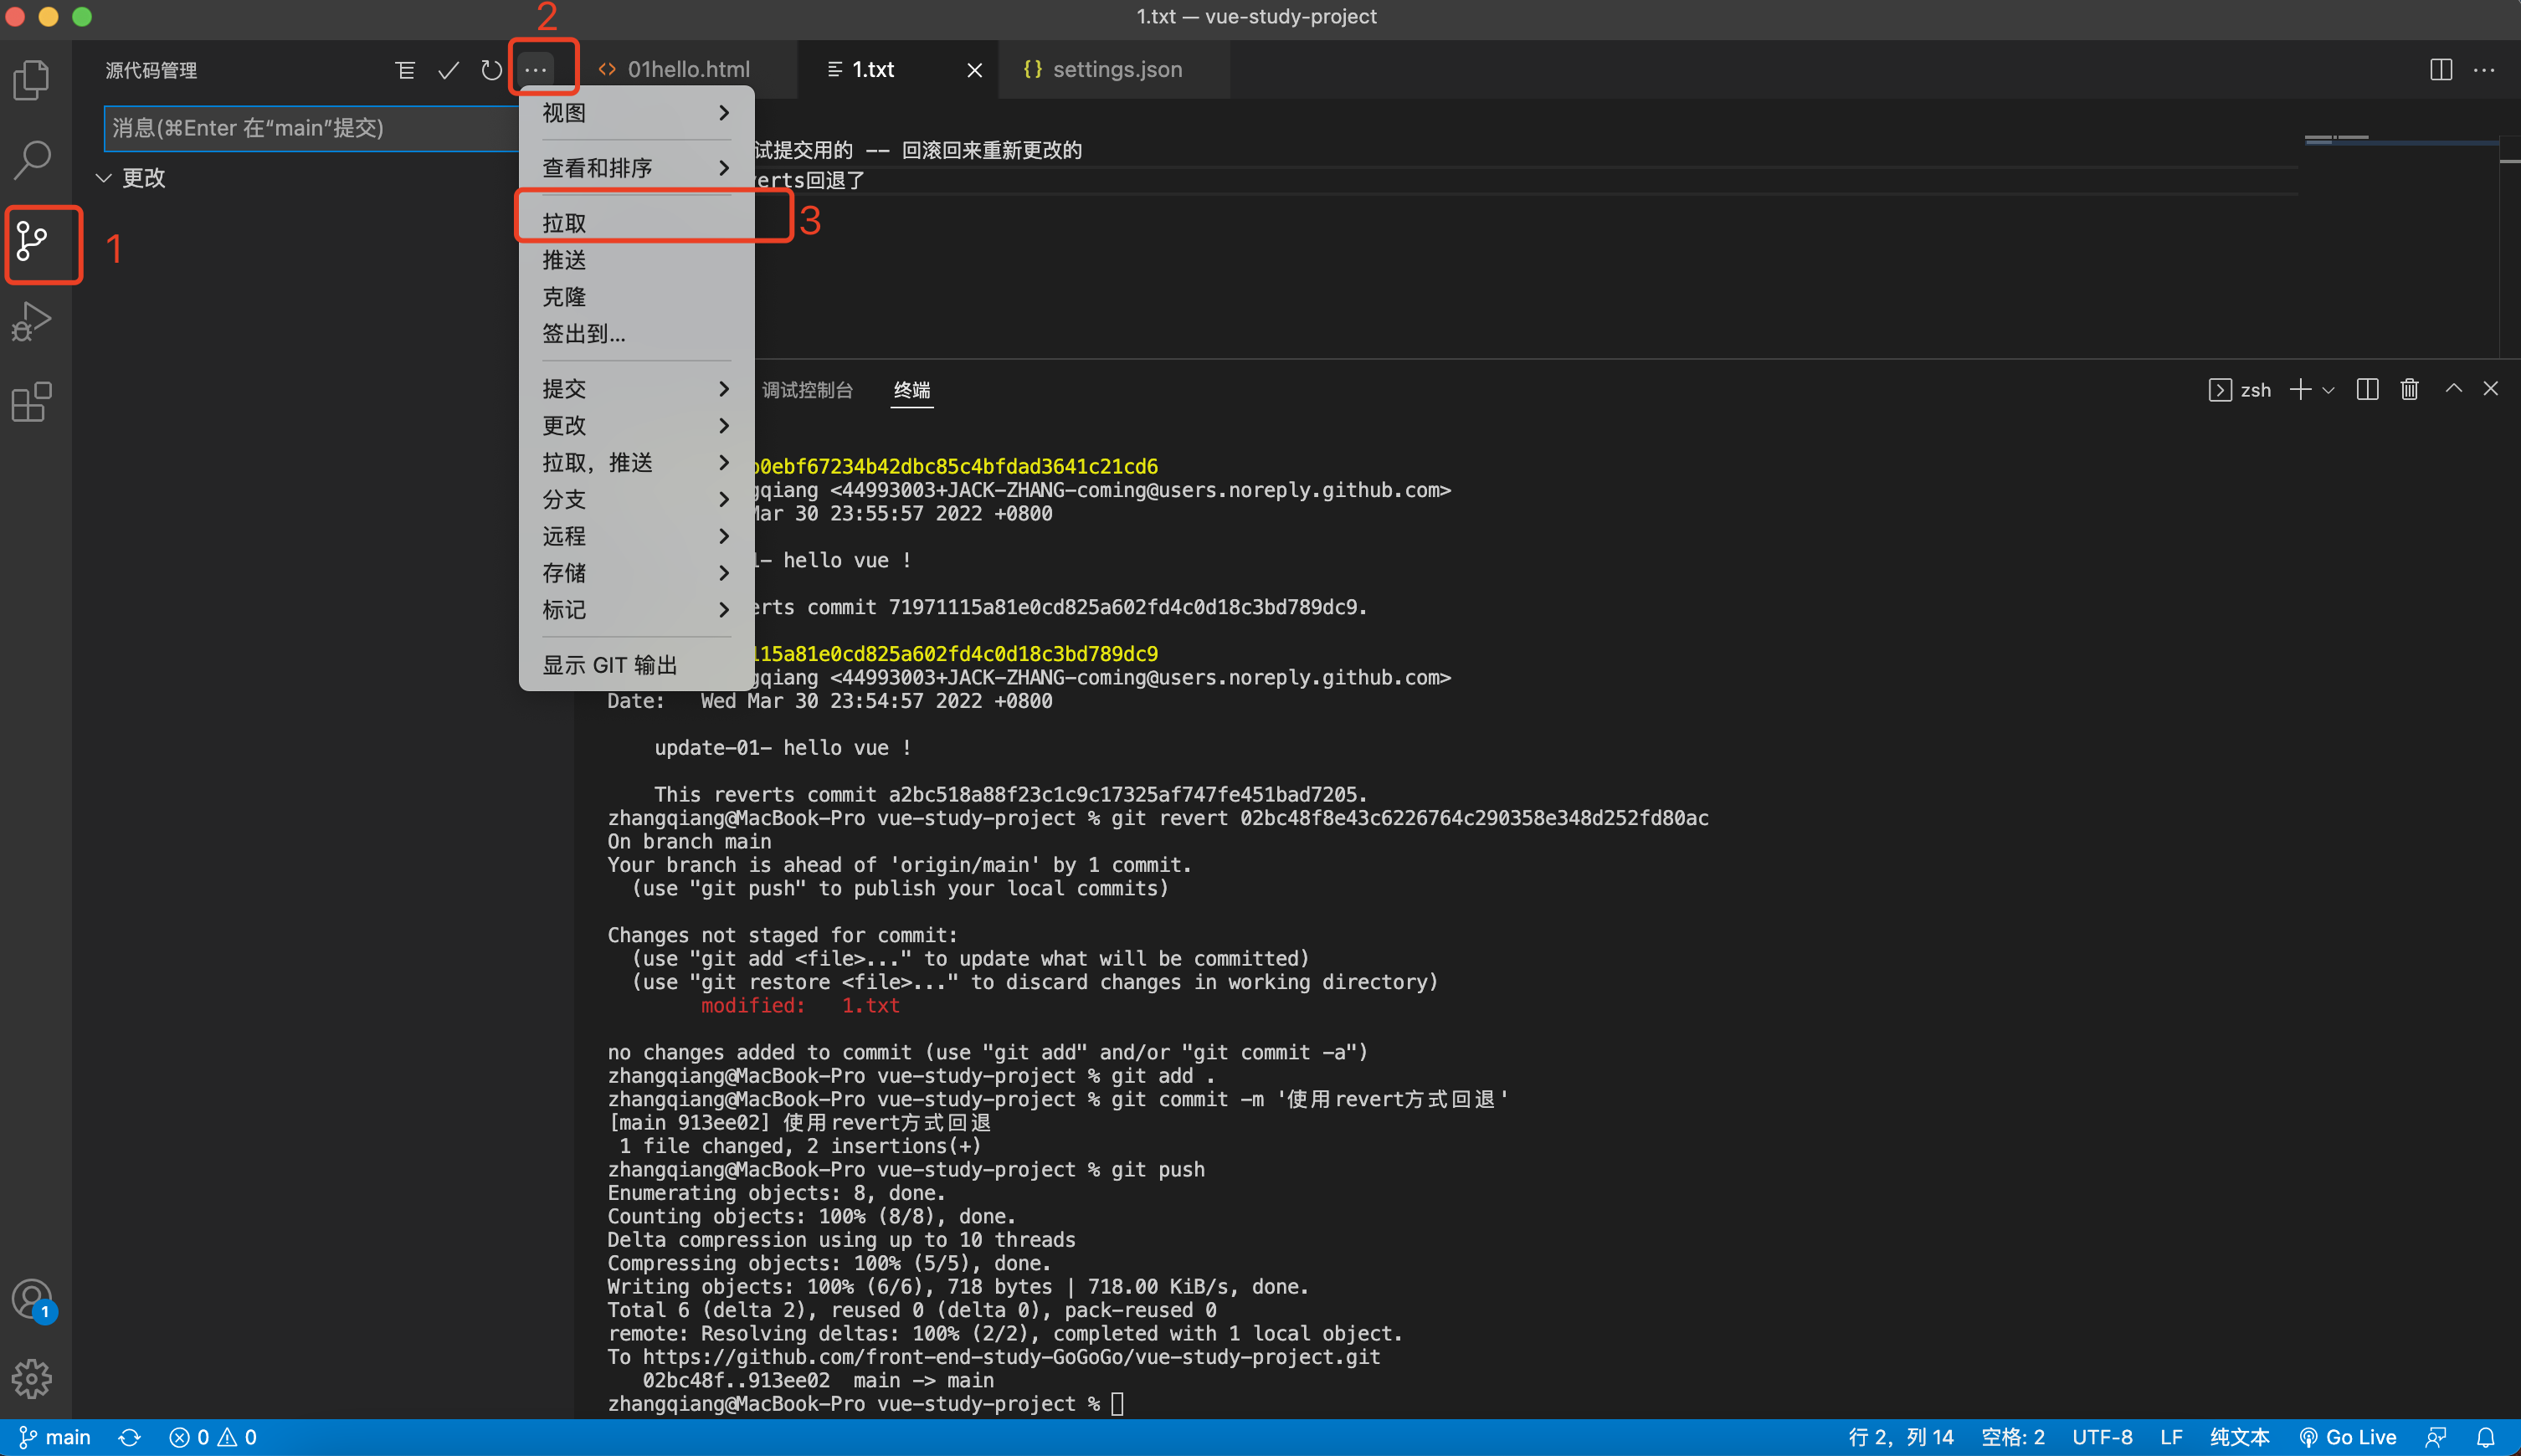 1.txt — vue-study-project
2
源代码管理
01hello.html
1.txt
settings.json
消息(⌘Enter 在“main”提交)
更改
1
视图
查看和排序
拉取
3
推送
克隆
签出到...
提交
更改
拉取，推送
分支
远程
存储
标记
显示 GIT 输出
试提交用的 -- 回滚回来重新更改的
erts回退了
调试控制台
终端
zsh
0ebf67234b42dbc85c4bfdad3641c21cd6
qiang <44993003+JACK-ZHANG-coming@users.noreply.github.com>
Mar 30 23:55:57 2022 +0800
- hello vue !
erts commit 71971115a81e0cd825a602fd4c0d18c3bd789dc9.
115a81e0cd825a602fd4c0d18c3bd789dc9
qiang <44993003+JACK-ZHANG-coming@users.noreply.github.com>
Date:   Wed Mar 30 23:54:57 2022 +0800
update-01- hello vue !
This reverts commit a2bc518a88f23c1c9c17325af747fe451bad7205.
zhangqiang@MacBook-Pro vue-study-project % git revert 02bc48f8e43c6226764c290358e348d252fd80ac
On branch main
Your branch is ahead of 'origin/main' by 1 commit.
(use "git push" to publish your local commits)
Changes not staged for commit:
(use "git add <file>..." to update what will be committed)
(use "git restore <file>..." to discard changes in working directory)
modified:   1.txt
no changes added to commit (use "git add" and/or "git commit -a")
zhangqiang@MacBook-Pro vue-study-project % git add .
zhangqiang@MacBook-Pro vue-study-project % git commit -m '使用revert方式回退'
[main 913ee02] 使用revert方式回退
1 file changed, 2 insertions(+)
zhangqiang@MacBook-Pro vue-study-project % git push
Enumerating objects: 8, done.
Counting objects: 100% (8/8), done.
Delta compression using up to 10 threads
Compressing objects: 100% (5/5), done.
Writing objects: 100% (6/6), 718 bytes | 718.00 KiB/s, done.
Total 6 (delta 2), reused 0 (delta 0), pack-reused 0
remote: Resolving deltas: 100% (2/2), completed with 1 local object.
To https://github.com/front-end-study-GoGoGo/vue-study-project.git
02bc48f..913ee02  main -> main
zhangqiang@MacBook-Pro vue-study-project %
1
main
0
0
行 2，列 14
空格: 2
UTF-8
LF
纯文本
Go Live